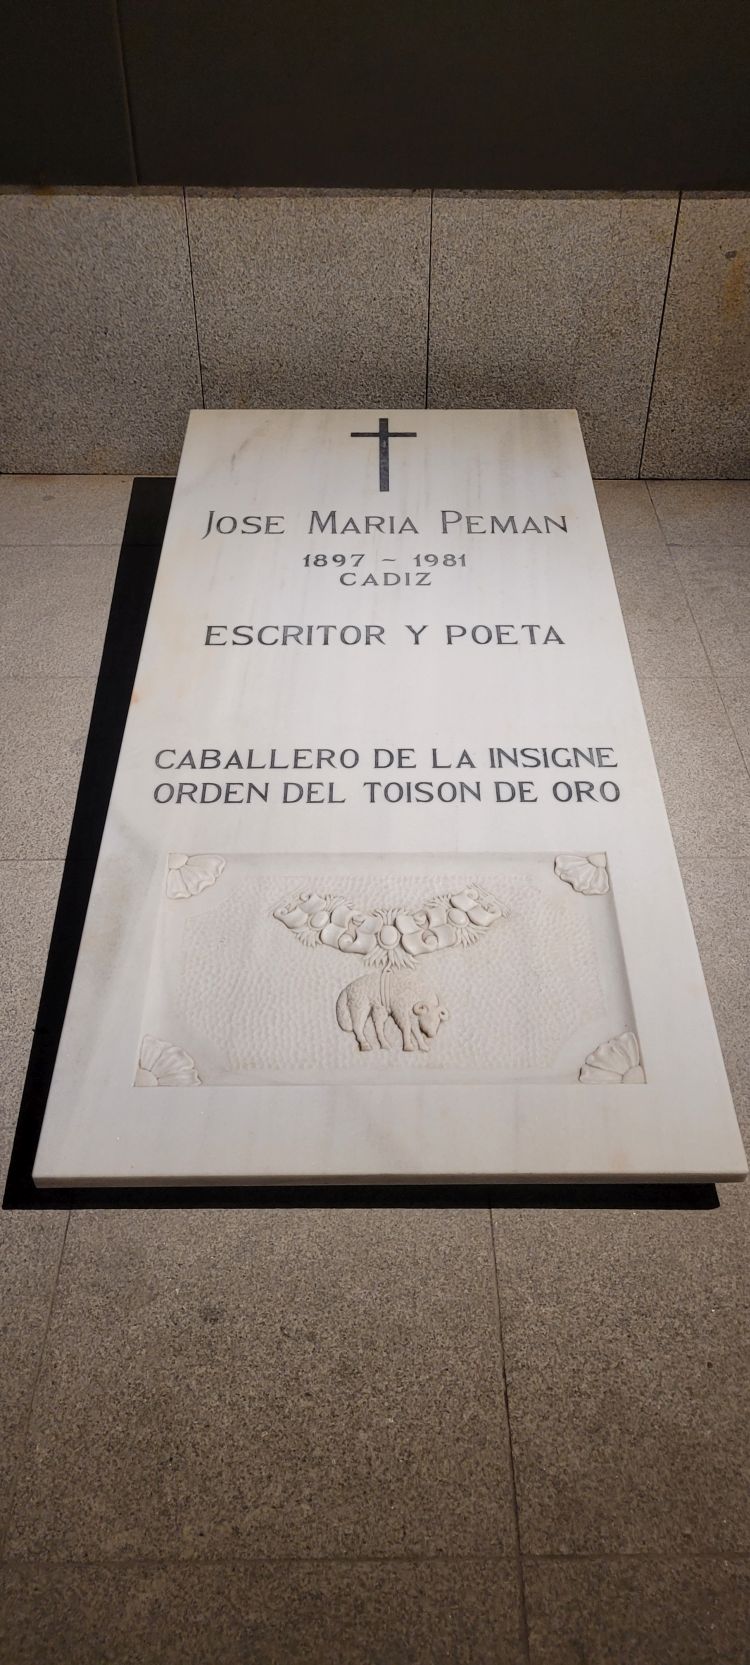 JOSE MARIA PEMAN
1897 ~ 1981
CADIZ
ESCRITOR Y POETA
CABALLERO DE LA INSIGNE
ORDEN DEL TOISON DE ORO